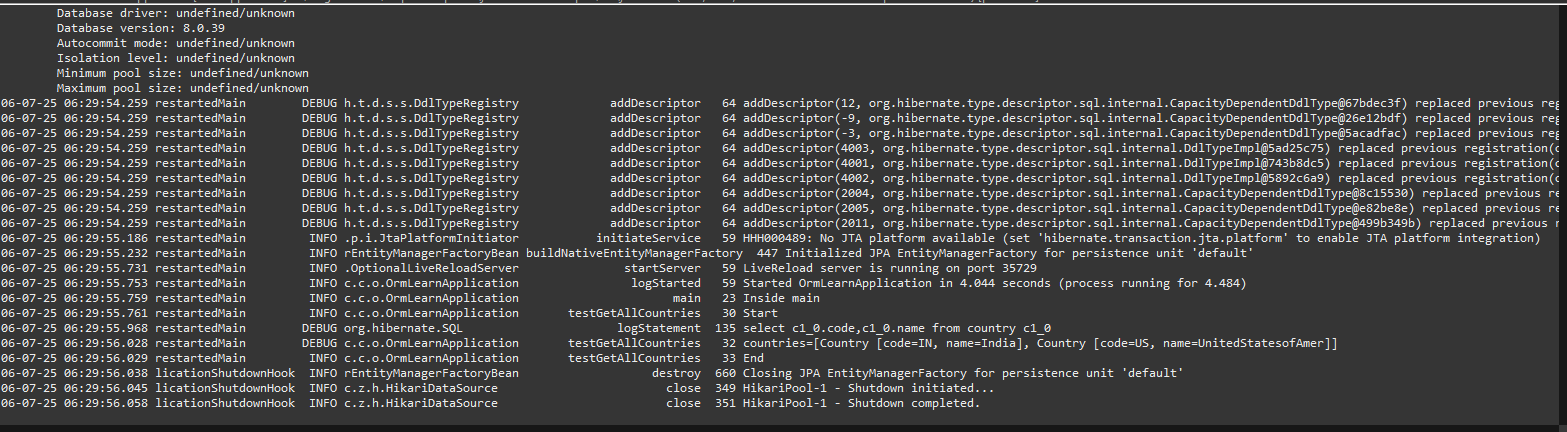 Database driver: undefined/unknown
Database version: 8.0.39
Autocommit mode: undefined/unknown
Isolation level: undefined/unknown
Minimum pool size: undefined/unknown
Maximum pool size: undefined/unknown
06-07-25 06:29:54.259 restartedMain DEBUG h.t.d.s.s.DdlTypeRegistry addDescriptor 64 addDescriptor(12, org.hibernate.type.descriptor.sql.internal.CapacityDependentDdlType@67bdec3f) replaced previous reg
06-07-25 06:29:54.259 restartedMain DEBUG h.t.d.s.s.DdlTypeRegistry addDescriptor 64 addDescriptor(-9, org.hibernate.type.descriptor.sql.internal.CapacityDependentDdlType@26e12bdf) replaced previous reg
06-07-25 06:29:54.259 restartedMain DEBUG h.t.d.s.s.DdlTypeRegistry addDescriptor 64 addDescriptor(-3, org.hibernate.type.descriptor.sql.internal.CapacityDependentDdlType@5acadfac) replaced previous reg
06-07-25 06:29:54.259 restartedMain DEBUG h.t.d.s.s.DdlTypeRegistry addDescriptor 64 addDescriptor(4003, org.hibernate.type.descriptor.sql.internal.DdlTypeImpl@5ad25c75) replaced previous registration(
06-07-25 06:29:54.259 restartedMain DEBUG h.t.d.s.s.DdlTypeRegistry addDescriptor 64 addDescriptor(4001, org.hibernate.type.descriptor.sql.internal.DdlTypeImpl@743b8dc5) replaced previous registration(
06-07-25 06:29:54.259 restartedMain DEBUG h.t.d.s.s.DdlTypeRegistry addDescriptor 64 addDescriptor(4002, org.hibernate.type.descriptor.sql.internal.DdlTypeImpl@5892c6a9) replaced previous registration(
06-07-25 06:29:54.259 restartedMain DEBUG h.t.d.s.s.DdlTypeRegistry addDescriptor 64 addDescriptor(2004, org.hibernate.type.descriptor.sql.internal.CapacityDependentDdlType@8c15530) replaced previous re
06-07-25 06:29:54.259 restartedMain DEBUG h.t.d.s.s.DdlTypeRegistry addDescriptor 64 addDescriptor(2005, org.hibernate.type.descriptor.sql.internal.CapacityDependentDdlType@e82be8e) replaced previous re
06-07-25 06:29:54.259 restartedMain DEBUG h.t.d.s.s.DdlTypeRegistry addDescriptor 64 addDescriptor(2011, org.hibernate.type.descriptor.sql.internal.CapacityDependentDdlType@499b349b) replaced previous r
06-07-25 06:29:55.186 restartedMain INFO .p.i.JtaPlatformInitiator initiateService 59 HHH000489: No JTA platform available (set 'hibernate.transaction.jta.platform' to enable JTA platform integration)
06-07-25 06:29:55.232 restartedMain INFO rEntityManagerFactoryBean buildNativeEntityManagerFactory 447 Initialized JPA EntityManagerFactory for persistence unit 'default'
06-07-25 06:29:55.731 restartedMain INFO .OptionalLiveReloadServer startServer 59 LiveReload server is running on port 35729
06-07-25 06:29:55.753 restartedMain INFO c.c.o.OrmLearnApplication logStarted 59 Started OrmLearnApplication in 4.044 seconds (process running for 4.484)
06-07-25 06:29:55.759 restartedMain INFO c.c.o.OrmLearnApplication main 23 Inside main
06-07-25 06:29:55.761 restartedMain INFO c.c.o.OrmLearnApplication testGetAllCountries 30 Start
06-07-25 06:29:55.968 restartedMain DEBUG org.hibernate.SQL logStatement 135 select c1_0.code,c1_0.name from country c1_0
06-07-25 06:29:56.028 restartedMain DEBUG c.c.o.OrmLearnApplication testGetAllCountries 32 countries=[Country [code=IN, name=India], Country [code=US, name=UnitedStatesofAmer]]
06-07-25 06:29:56.029 restartedMain INFO c.c.o.OrmLearnApplication testGetAllCountries 33 End
06-07-25 06:29:56.038 licationShutdownHook INFO rEntityManagerFactoryBean destroy 660 Closing JPA EntityManagerFactory for persistence unit 'default'
06-07-25 06:29:56.045 licationShutdownHook INFO c.z.h.HikariDataSource close 349 HikariPool-1 - Shutdown initiated...
06-07-25 06:29:56.058 licationShutdownHook INFO c.z.h.HikariDataSource close 351 HikariPool-1 - Shutdown completed.